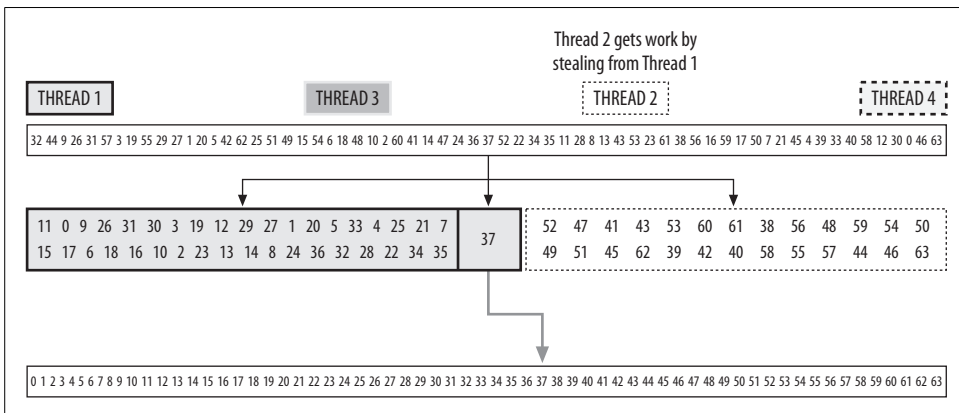 Thread 2 gets work by
stealing from Thread 1
THREAD 1 THREAD 3 THREAD 2 THREAD 4
32 44 9 26 31 57 3 19 55 29 27 1 20 5 42 62 25 51 49 15 54 6 18 48 10 2 60 41 14 47 24 36 37 52 22 34 35 11 28 8 13 43 53 23 61 38 56 16 59 17 50 7 21 45 4 39 33 40 58 12 30 0 46 63
11 0 9 26 31 30 3 19 12 29 27 1 20 5 33 4 25 21 7
15 17 6 18 16 10 2 23 13 14 8 24 36 32 28 22 34 35
37
52 47 41 43 53 60 61 38 56 48 59 54 50
49 51 45 62 39 42 40 58 55 57 44 46 63
0 1 2 3 4 5 6 7 8 9 10 11 12 13 14 15 16 17 18 19 20 21 22 23 24 25 26 27 28 29 30 31 32 33 34 35 36 37 38 39 40 41 42 43 44 45 46 47 48 49 50 51 52 53 54 55 56 57 58 59 60 61 62 63